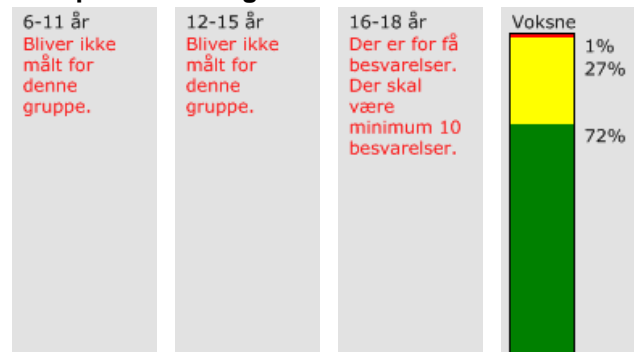 6-11 år
Bliver ikke
målt for
denne
gruppe.
12-15 år
Bliver ikke
målt for
denne
gruppe.
16-18 år
Der er for få
besvarelser.
Der skal
være
minimum 10
besvarelser.
Voksne
1%
27%
72%